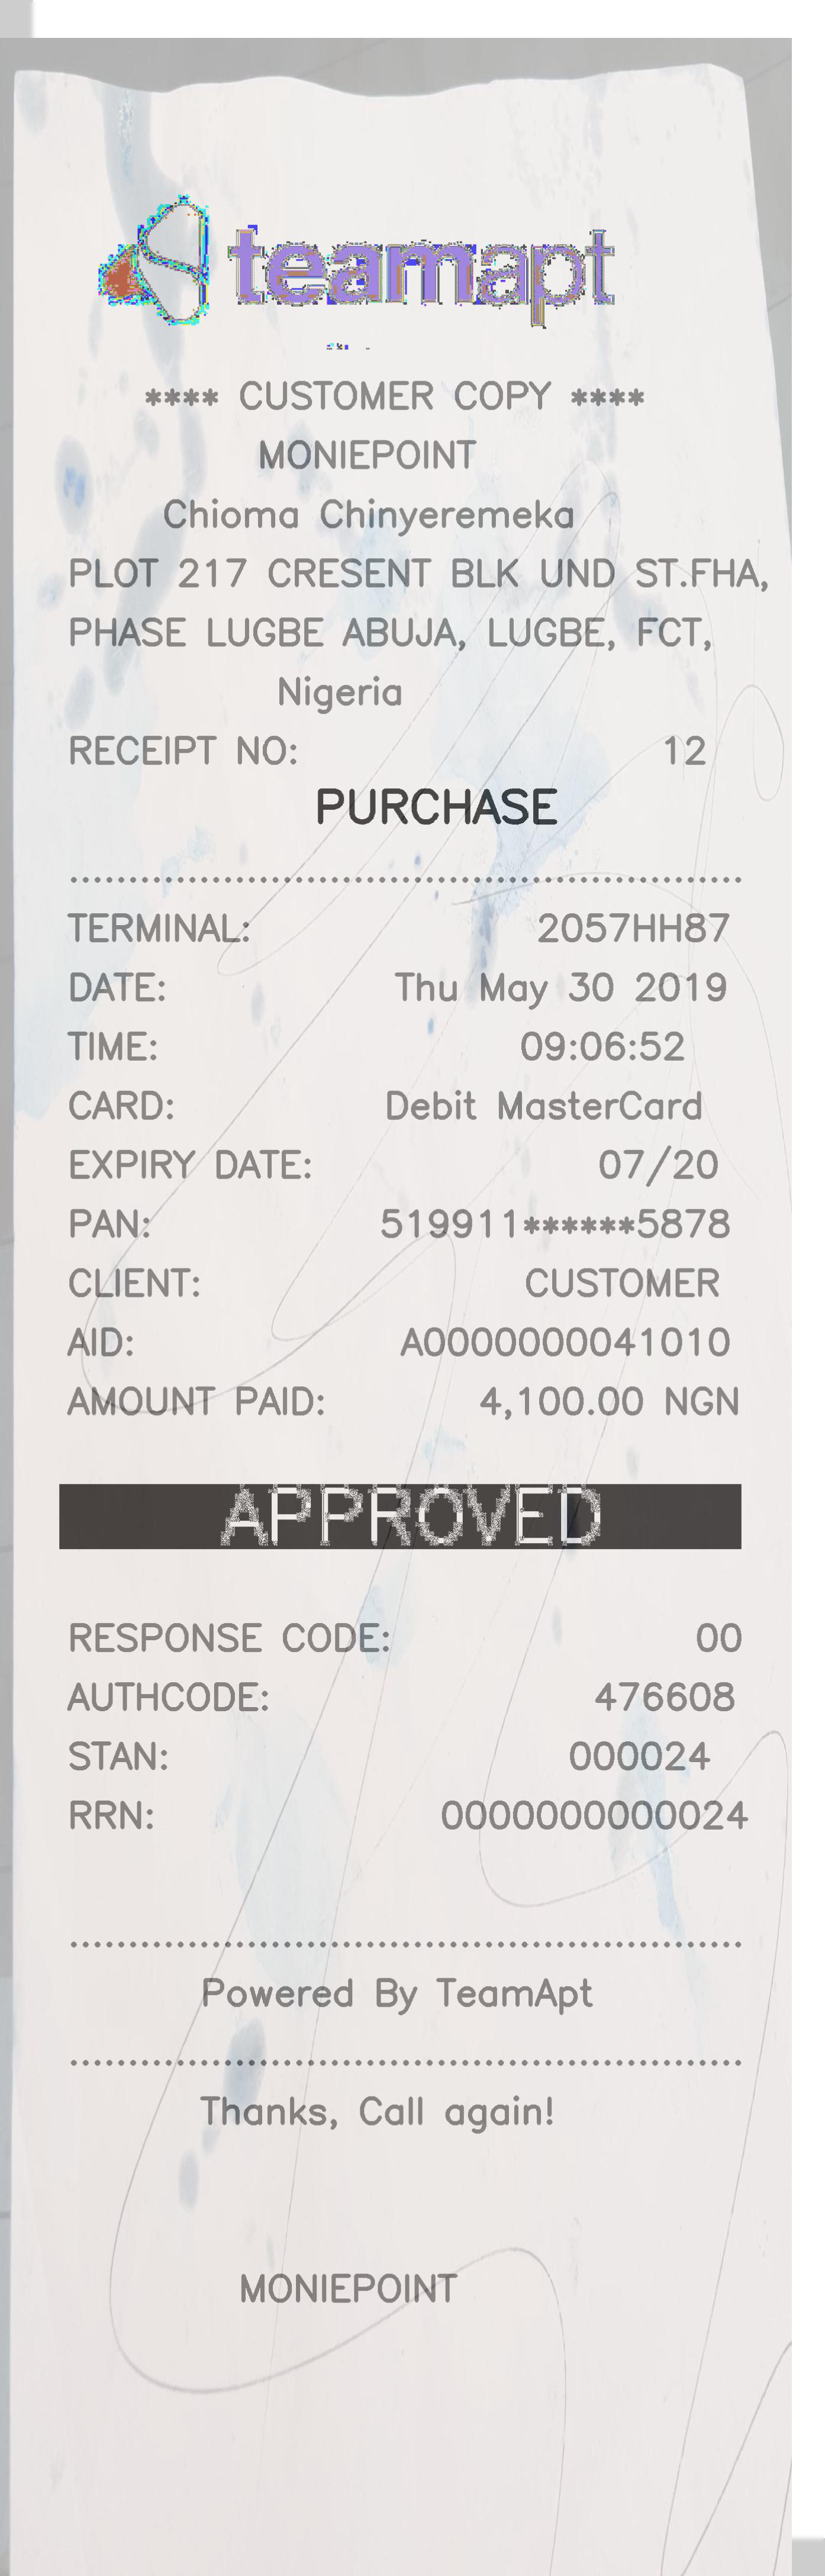 teamapt
**** CUSTOMER COPY ****
MONIEPOINT
Chioma Chinyeremeka
PLOT 217 CRESENT BLK UND ST.FHA,
PHASE LUGBE ABUJA, LUGBE, FCT,
Nigeria
RECEIPT NO: 12
PURCHASE
TERMINAL: 2057HH87
DATE: Thu May 30 2019
TIME: 09:06:52
CARD: Debit MasterCard
EXPIRY DATE: 07/20
PAN: 519911******5878
CLIENT: CUSTOMER
AID: A0000000041010
AMOUNT PAID: 4,100.00 NGN
APPROVED
RESPONSE CODE: 00
AUTHCODE: 476608
STAN: 000024
RRN: 0000000000024
Powered By TeamApt
Thanks, Call again!
MONIEPOINT